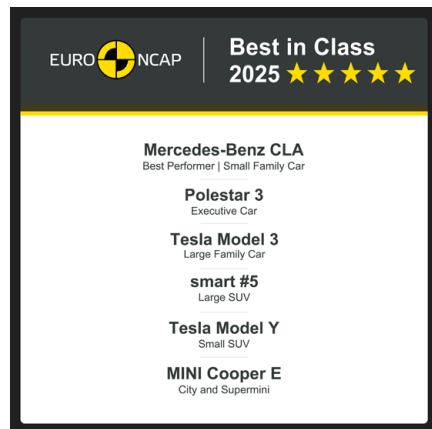 EURO NCAP
Best in Class
2025
Mercedes-Benz CLA
Best Performer | Small Family Car
Polestar 3
Executive Car
Tesla Model 3
Large Family Car
smart #5
Large SUV
Tesla Model Y
Small SUV
MINI Cooper E
City and Supermini